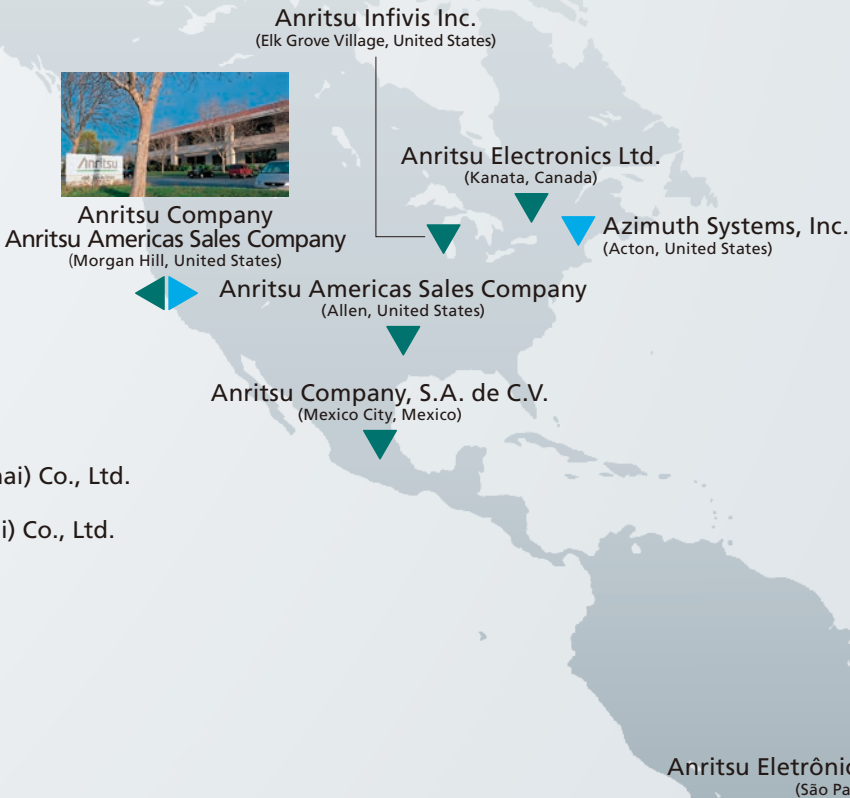 Anritsu Infivis Inc.
(Elk Grove Village, United States)
Anritsu
Anritsu Electronics Ltd.
(Kanata, Canada)
Anritsu Company
Anritsu Americas Sales Company
(Morgan Hill, United States)
Azimuth Systems, Inc.
(Acton, United States)
Anritsu Americas Sales Company
(Allen, United States)
Anritsu Company, S.A. de C.V.
(Mexico City, Mexico)
Co., Ltd.
Co., Ltd.
Anritsu
(São